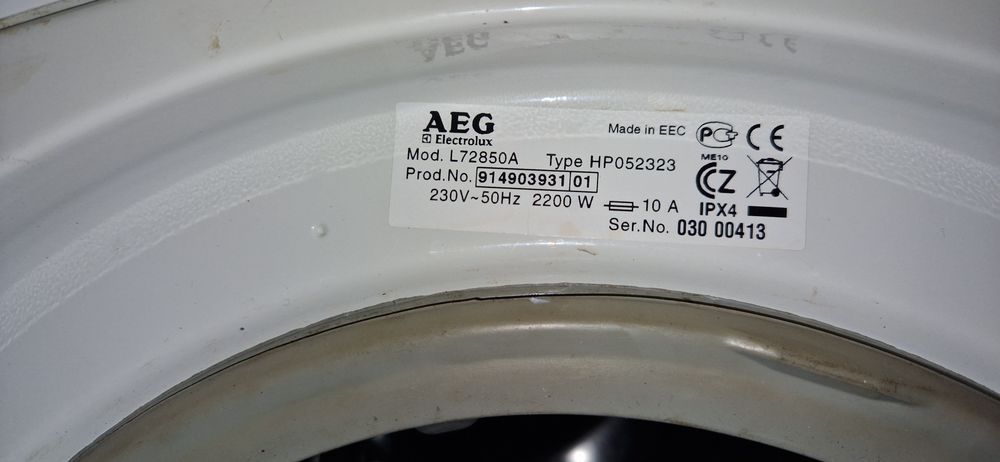 AEG
Electrolux
Made in EEC
Mod. L72850A Type HP052323
ME10
Prod.No. 914903931 01
230V~50Hz 2200 W 10 A IPX4
Ser.No. 030 00413